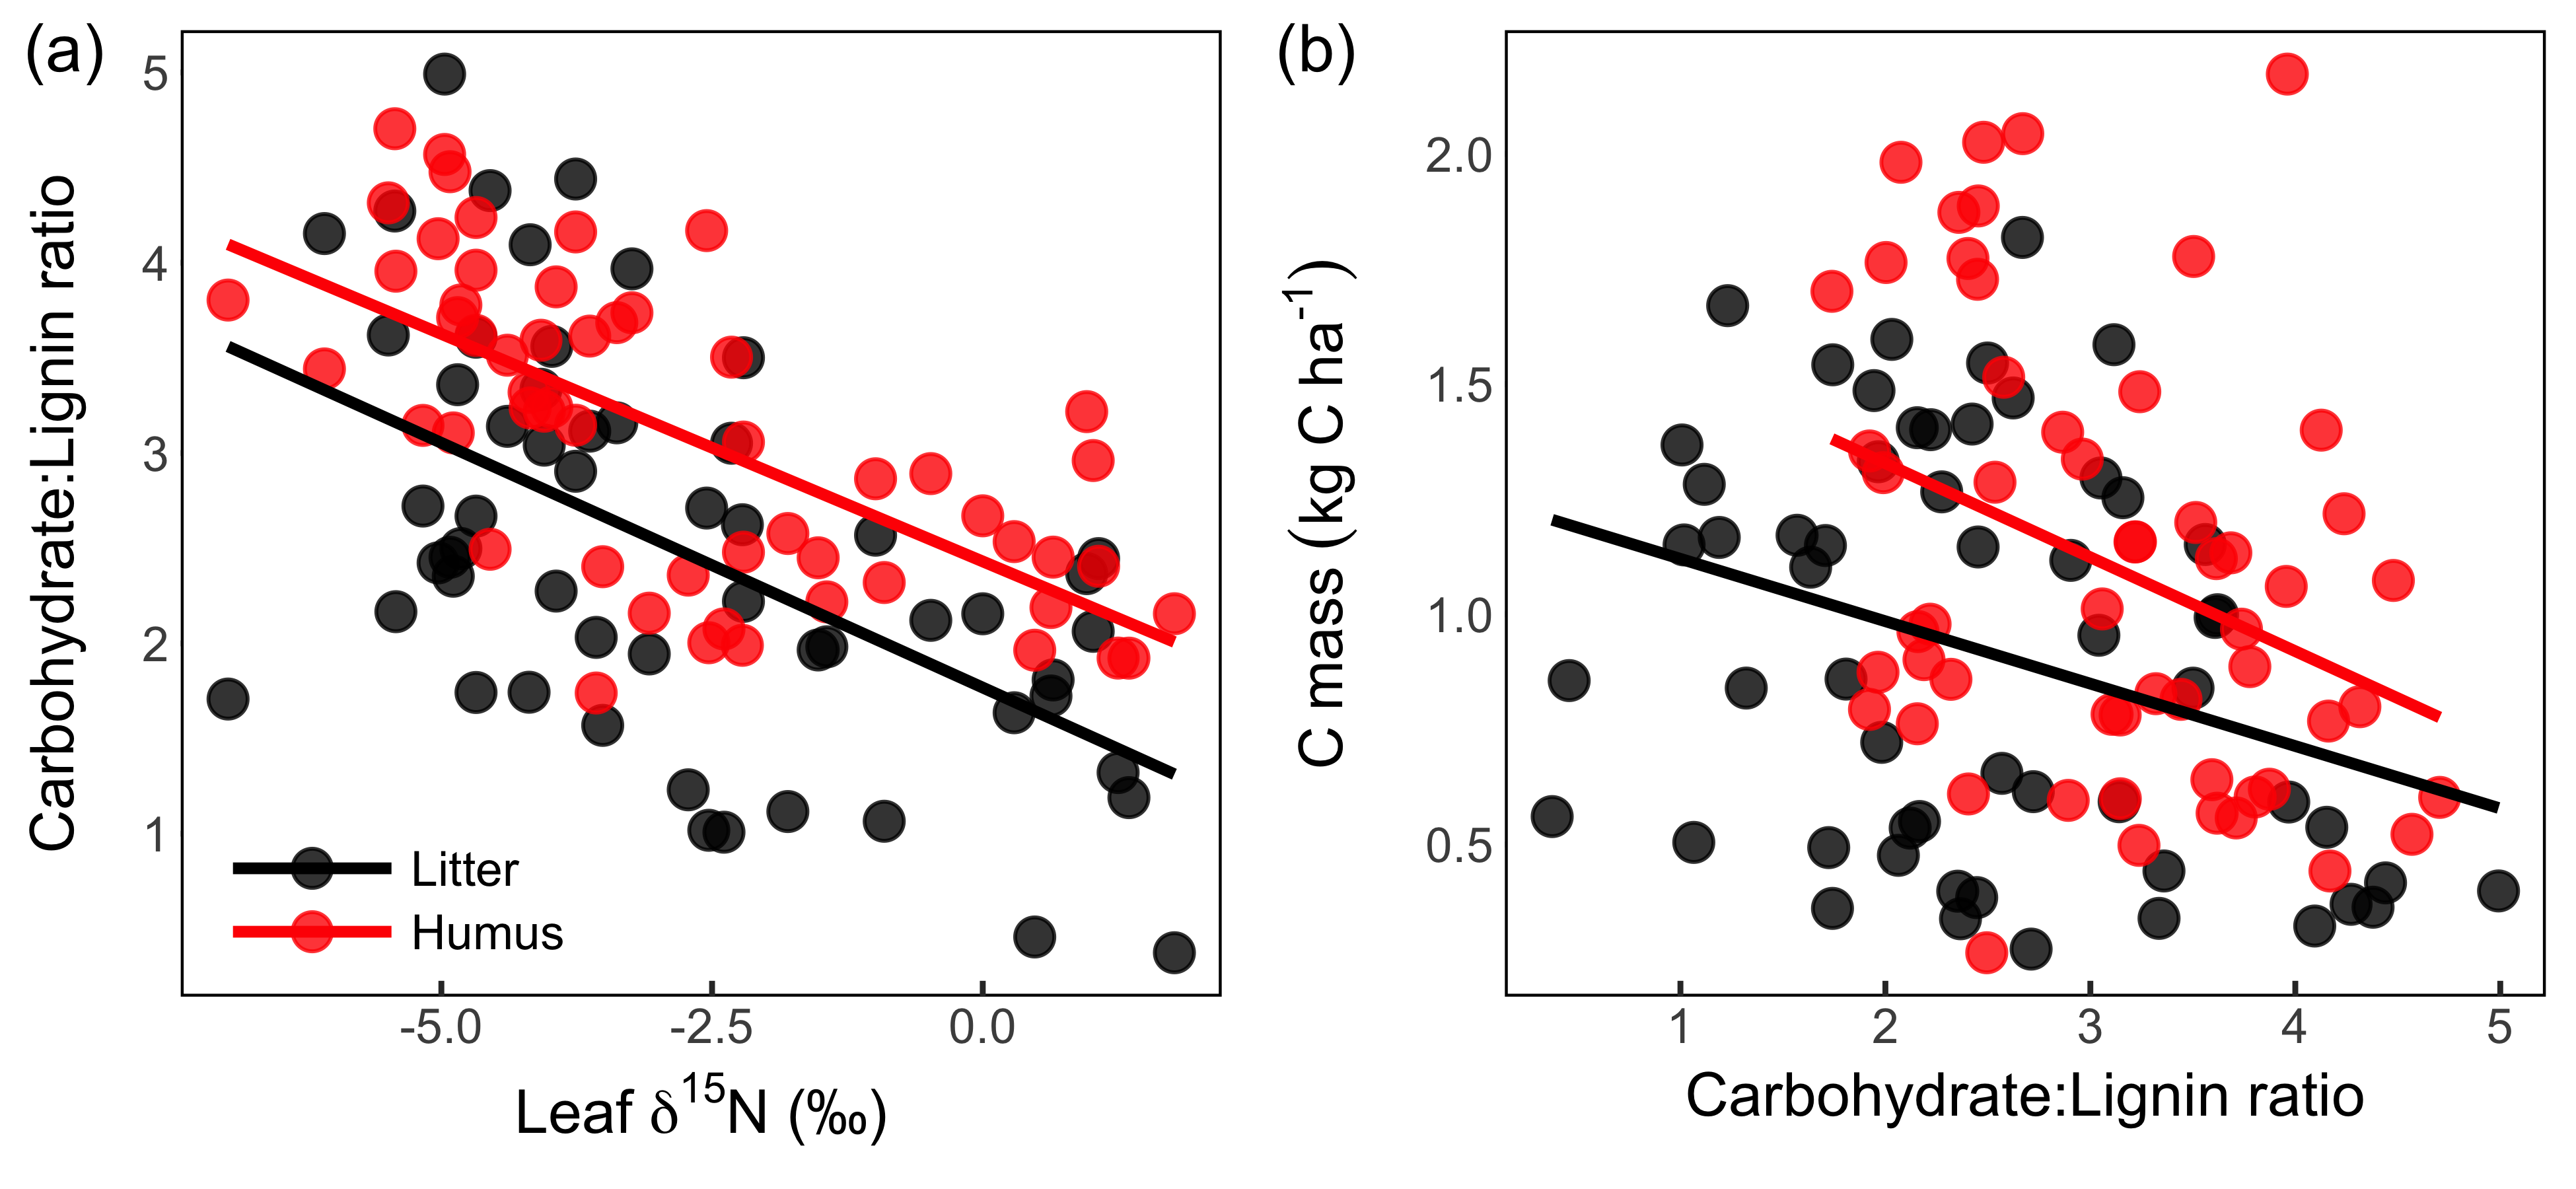 (a)
Carbohydrate:Lignin ratio
5
4
3
2
1
Litter
Humus
-5.0
-2.5
0.0
Leaf δ¹⁵N (‰)
(b)
C mass (kg C ha⁻¹)
2.0
1.5
1.0
0.5
1
2
3
4
5
Carbohydrate:Lignin ratio